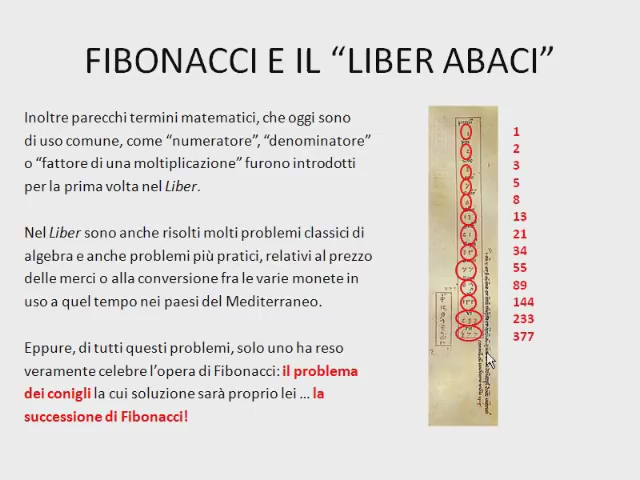 FIBONACCI E IL “LIBER ABACI”
Inoltre parecchi termini matematici, che oggi sono
di uso comune, come “numeratore”, “denominatore”
o “fattore di una moltiplicazione” furono introdotti
per la prima volta nel Liber.
Nel Liber sono anche risolti molti problemi classici di
algebra e anche problemi più pratici, relativi al prezzo
delle merci o alla conversione fra le varie monete in
uso a quel tempo nei paesi del Mediterraneo.
Eppure, di tutti questi problemi, solo uno ha reso
veramente celebre l’opera di Fibonacci: il problema
dei conigli la cui soluzione sarà proprio lei … la
successione di Fibonacci!
1
2
3
5
8
13
21
34
55
89
144
233
377